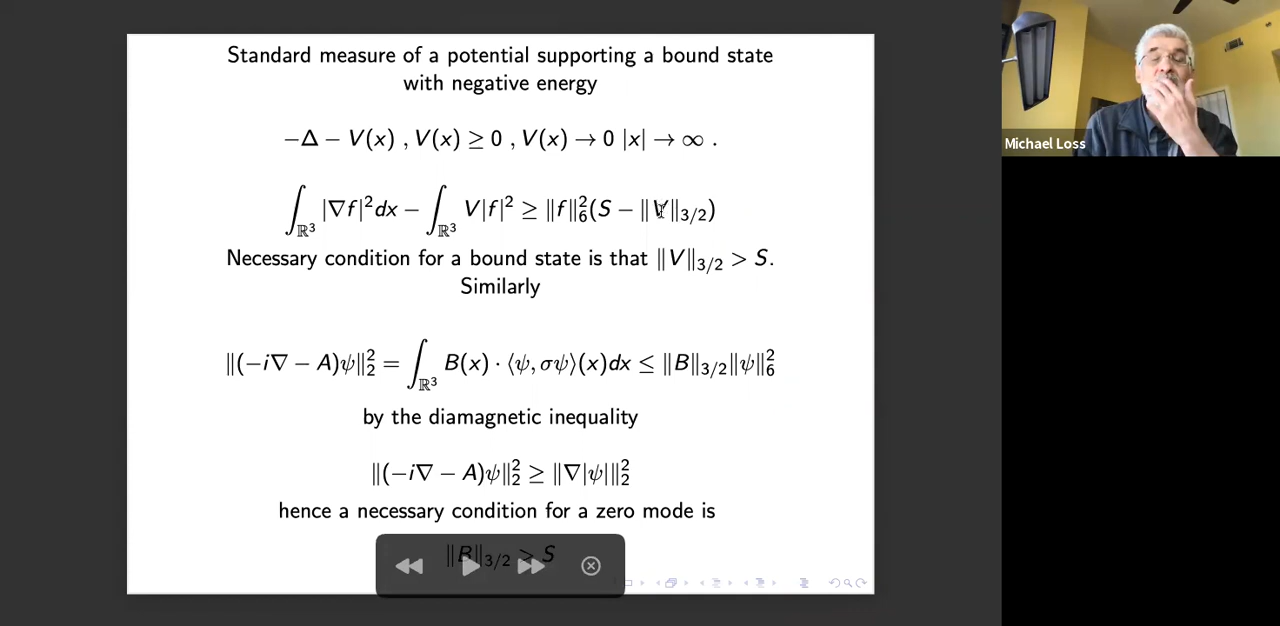 Standard measure of a potential supporting a bound state
with negative energy
−Δ − V(x) , V(x) ≥ 0 , V(x) → 0 |x| → ∞ .
∫_{ℝ³} |∇f|²dx − ∫_{ℝ³} V|f|² ≥ ‖f‖₆²(S − ‖V‖_{3/2})
Necessary condition for a bound state is that ‖V‖_{3/2} > S.
Similarly
‖(−i∇ − A)ψ‖₂² = ∫_{ℝ³} B(x) · ⟨ψ, σψ⟩(x)dx ≤ ‖B‖_{3/2}‖ψ‖₆²
by the diamagnetic inequality
‖(−i∇ − A)ψ‖₂² ≥ ‖∇|ψ|‖₂²
hence a necessary condition for a zero mode is
‖B‖_{3/2} > S
Michael Loss